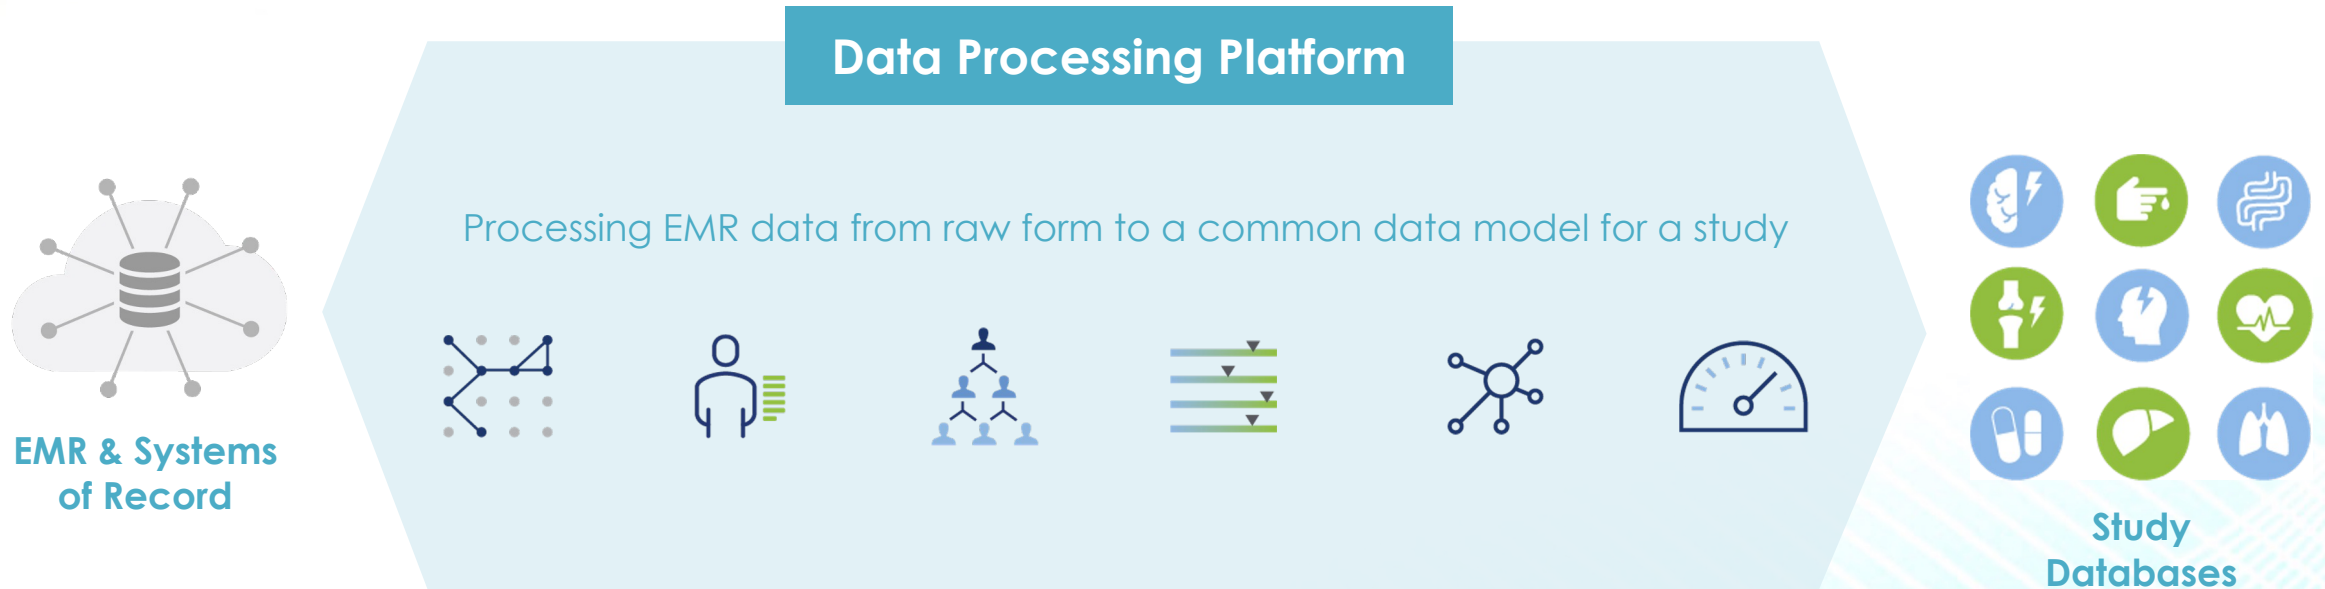 Data Processing Platform
Processing EMR data from raw form to a common data model for a study
EMR & Systems
of Record
Study
Databases